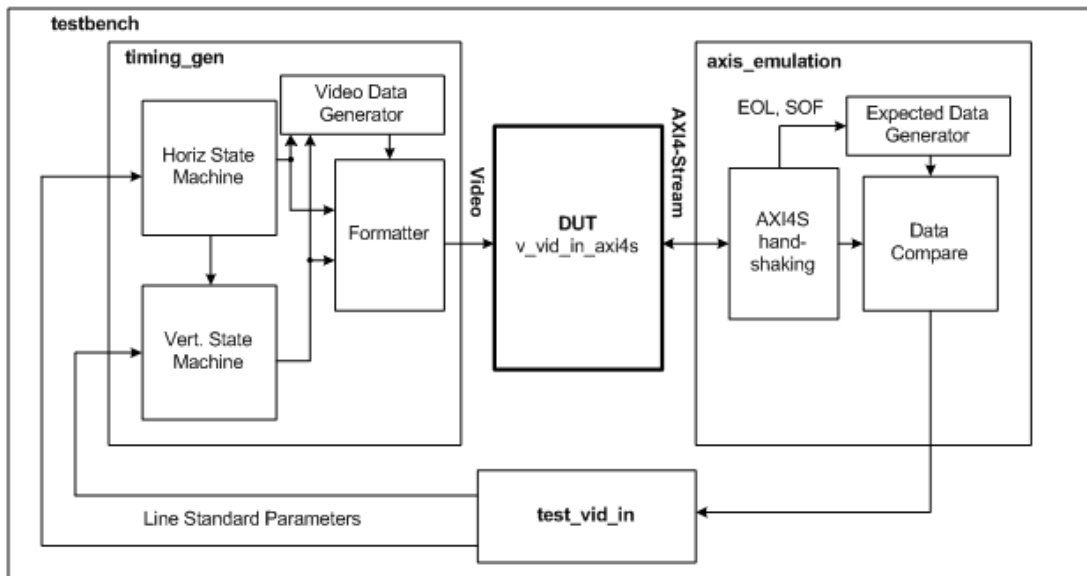 testbench
timing_gen
Video Data
Generator
Horiz State
Machine
Formatter
Vert. State
Machine
Video
DUT
v_vid_in_axi4s
AXI4-Stream
axis_emulation
EOL, SOF
Expected Data
Generator
AXI4S
hand-
shaking
Data
Compare
Line Standard Parameters
test_vid_in